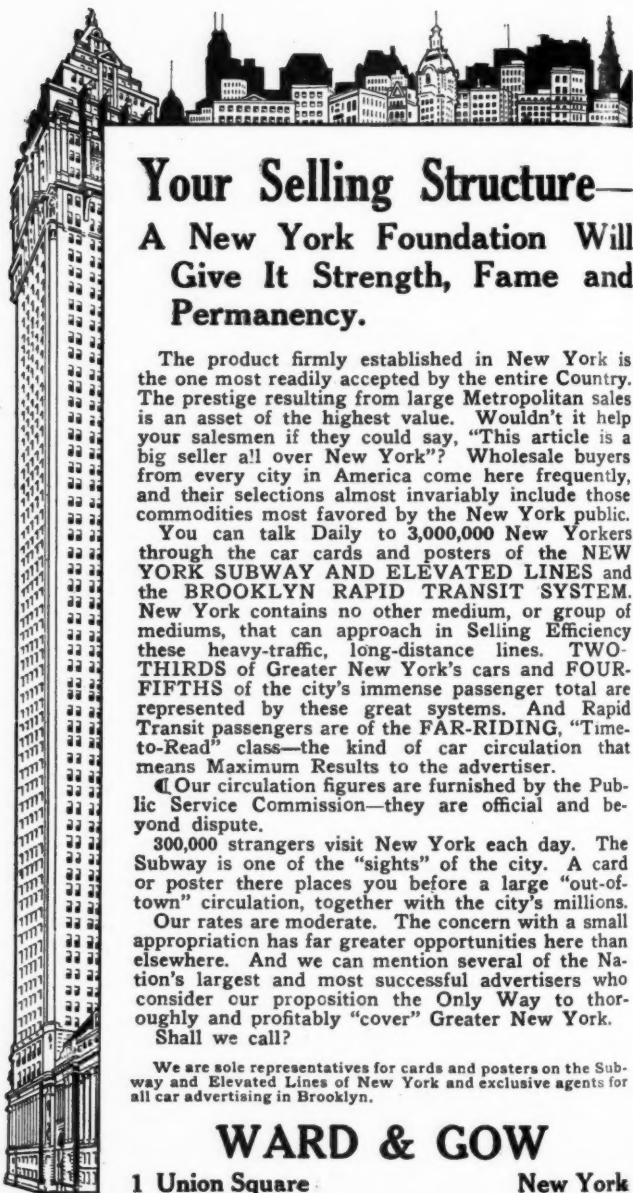 Your Selling Structure—
A New York Foundation Will
Give It Strength, Fame and
Permanency.
The product firmly established in New York is
the one most readily accepted by the entire Country.
The prestige resulting from large Metropolitan sales
is an asset of the highest value. Wouldn't it help
your salesmen if they could say, "This article is a
big seller all over New York"? Wholesale buyers
from every city in America come here frequently,
and their selections almost invariably include those
commodities most favored by the New York public.
You can talk Daily to 3,000,000 New Yorkers
through the car cards and posters of the NEW
YORK SUBWAY AND ELEVATED LINES and
the BROOKLYN RAPID TRANSIT SYSTEM.
New York contains no other medium, or group of
mediums, that can approach in Selling Efficiency
these heavy-traffic, long-distance lines. TWO-
THIRDS of Greater New York's cars and FOUR-
FIFTHS of the city's immense passenger total are
represented by these great systems. And Rapid
Transit passengers are of the FAR-RIDING, "Time-
to-Read" class—the kind of car circulation that
means Maximum Results to the advertiser.
¶ Our circulation figures are furnished by the Pub-
lic Service Commission—they are official and be-
yond dispute.
300,000 strangers visit New York each day. The
Subway is one of the "sights" of the city. A card
or poster there places you before a large "out-of-
town" circulation, together with the city's millions.
Our rates are moderate. The concern with a small
appropriation has far greater opportunities here than
elsewhere. And we can mention several of the Na-
tion's largest and most successful advertisers who
consider our proposition the Only Way to thor-
oughly and profitably "cover" Greater New York.
Shall we call?
We are sole representatives for cards and posters on the Sub-
way and Elevated Lines of New York and exclusive agents for
all car advertising in Brooklyn.
WARD & GOW
1 Union Square New York